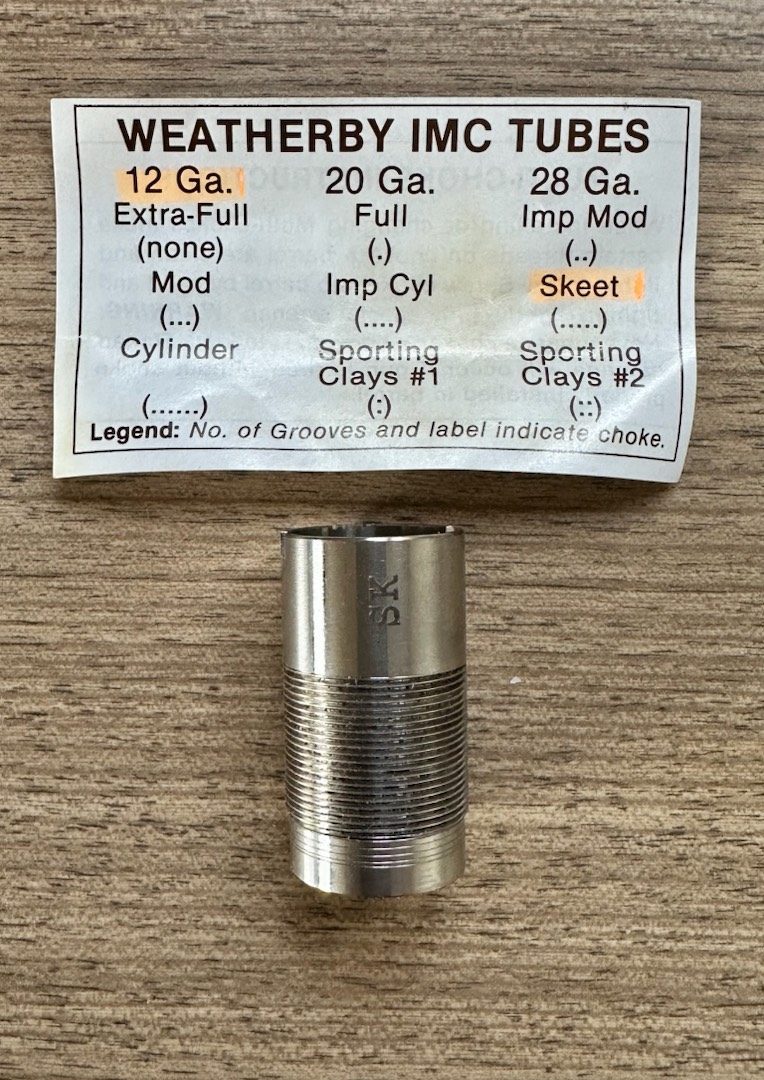 WEATHERBY IMC TUBES
12 Ga. 20 Ga. 28 Ga.
Extra-Full Full Imp Mod
(none) (.) (..)
Mod Imp Cyl Skeet
(...) (....) (.....)
Cylinder Sporting Sporting
Clays #1 Clays #2
(......) (:) (::)
Legend: No. of Grooves and label indicate choke.
SK